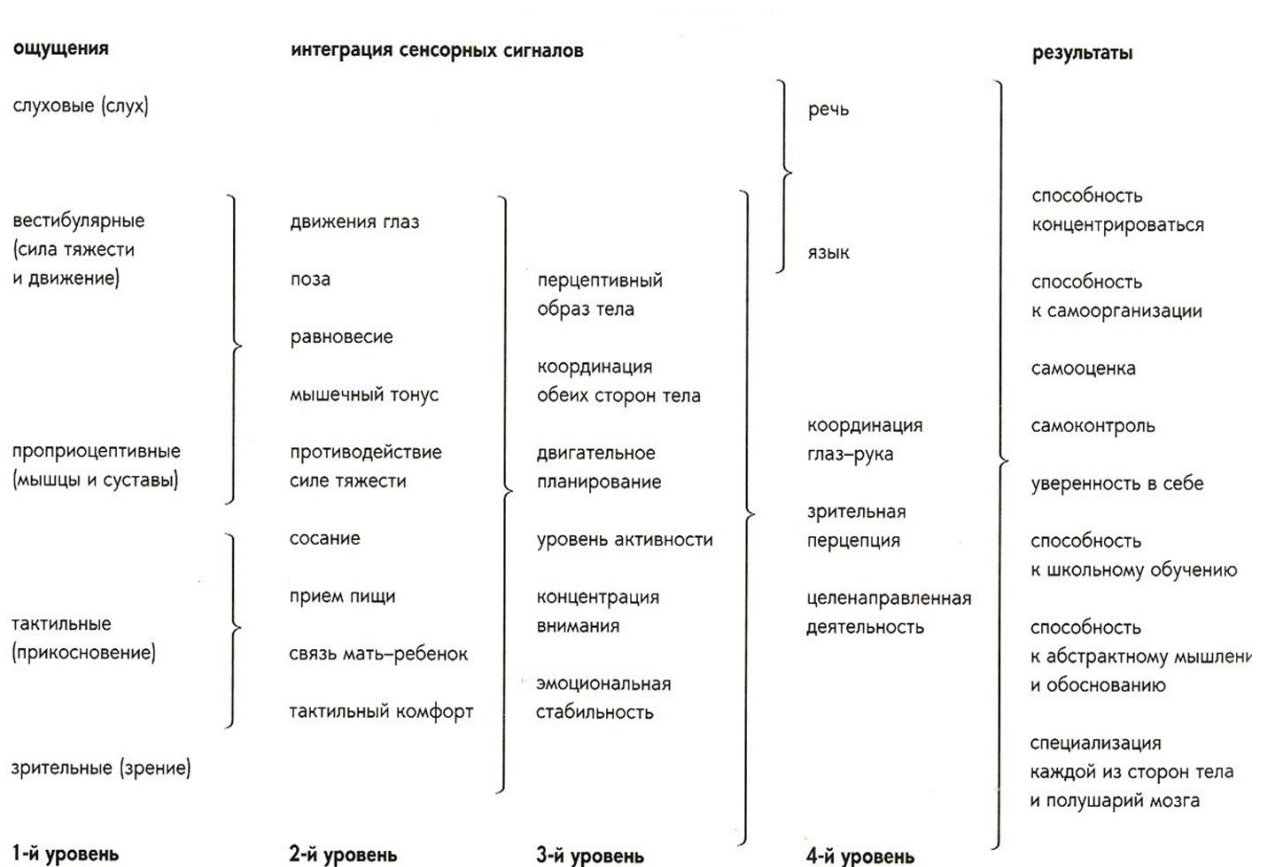 ощущения
интеграция сенсорных сигналов
результаты
слуховые (слух)
вестибулярные
(сила тяжести
и движение)
проприоцептивные
(мышцы и суставы)
тактильные
(прикосновение)
зрительные (зрение)
1-й уровень
движения глаз
поза
равновесие
мышечный тонус
противодействие
силе тяжести
сосание
прием пищи
связь мать–ребенок
тактильный комфорт
2-й уровень
перцептивный
образ тела
координация
обеих сторон тела
двигательное
планирование
уровень активности
концентрация
внимания
эмоциональная
стабильность
3-й уровень
речь
язык
координация
глаз–рука
зрительная
перцепция
целенаправленная
деятельность
4-й уровень
способность
концентрироваться
способность
к самоорганизации
самооценка
самоконтроль
уверенность в себе
способность
к школьному обучению
способность
к абстрактному мышлени
и обоснованию
специализация
каждой из сторон тела
и полушарий мозга